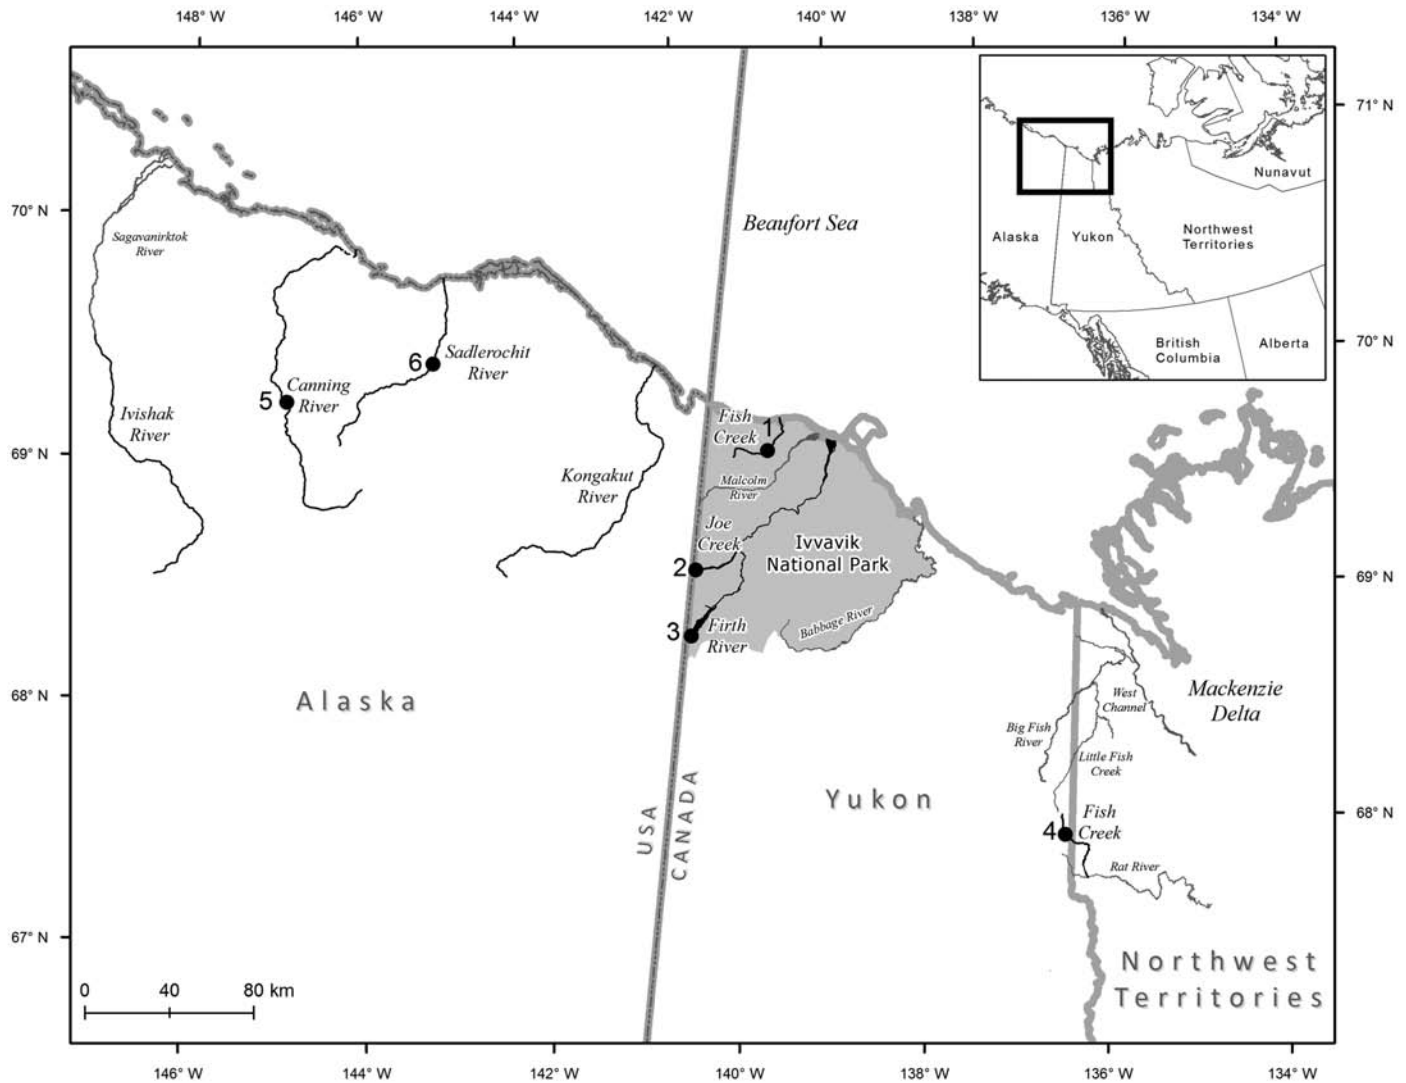 148° W
146° W
144° W
142° W
140° W
138° W
136° W
134° W
71° N
70° N
Nunavut
Alaska
Yukon
Northwest
Territories
British
Columbia
Alberta
Beaufort Sea
Sagavanirktok
River
70° N
6
Sadlerochit
River
5
Canning
River
Ivishak
River
Fish
Creek
1
69° N
Kongakut
River
Malcolm
River
Joe
Creek
2
Ivvavik
National Park
69° N
3
Firth
River
Babbage River
68° N
Alaska
Mackenzie
Delta
West
Channel
Big Fish
River
Little Fish
Creek
Yukon
USA
CANADA
68° N
4
Fish
Creek
Rat River
67° N
Northwest
Territories
0
40
80 km
146° W
144° W
142° W
140° W
138° W
136° W
134° W